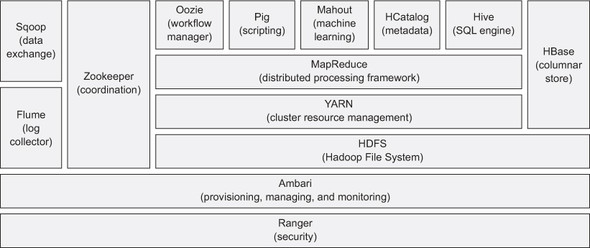 Sqoop
(data
exchange)
Flume
(log
collector)
Zookeeper
(coordination)
Oozie
(workflow
manager)
Pig
(scripting)
Mahout
(machine
learning)
HCatalog
(metadata)
Hive
(SQL engine)
HBase
(columnar
store)
MapReduce
(distributed processing framework)
YARN
(cluster resource management)
HDFS
(Hadoop File System)
Ambari
(provisioning, managing, and monitoring)
Ranger
(security)